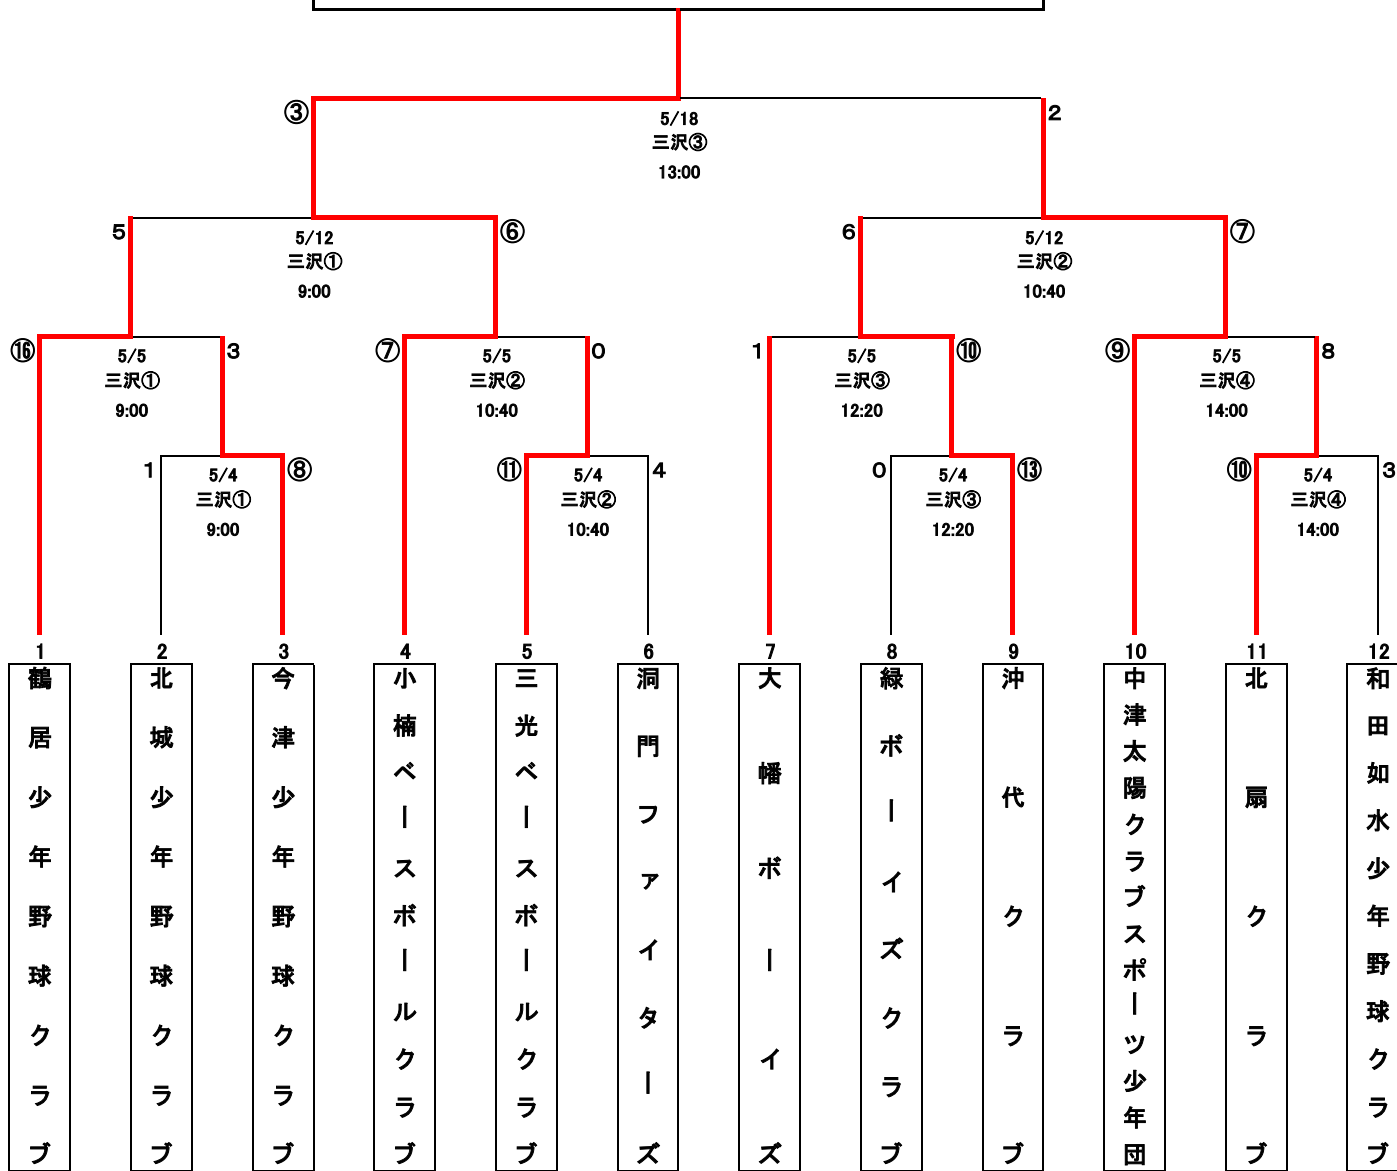 ③ 2
5/18
三沢③
13:00
5 ⑥ 6 ⑦
5/12 5/12
三沢① 三沢②
9:00 10:40
⑯ 3 ⑦ 0 1 ⑩ ⑨ 8
5/5 5/5 5/5 5/5
三沢① 三沢② 三沢③ 三沢④
9:00 10:40 12:20 14:00
1 ⑧ ⑪ 4 0 ⑬ ⑩ 3
5/4 5/4 5/4 5/4
三沢① 三沢② 三沢③ 三沢④
9:00 10:40 12:20 14:00
1 2 3 4 5 6 7 8 9 10 11 12
鶴居少年野球クラブ
北城少年野球クラブ
今津少年野球クラブ
小楠ベースボールクラブ
三光ベースボールクラブ
洞門ファイターズ
大幡ボーイズ
緑ボーイズクラブ
沖代クラブ
中津太陽クラブスポーツ少年団
北扇クラブ
和田如水少年野球クラブ